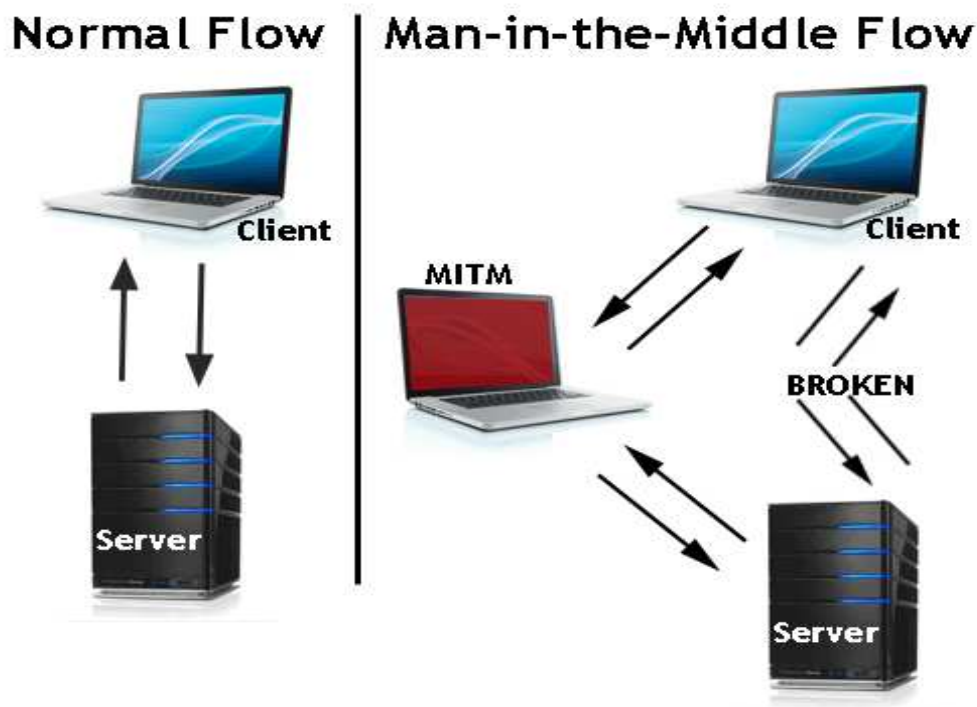 Normal Flow
Client
Server
Man-in-the-Middle Flow
Client
MITM
BROKEN
Server